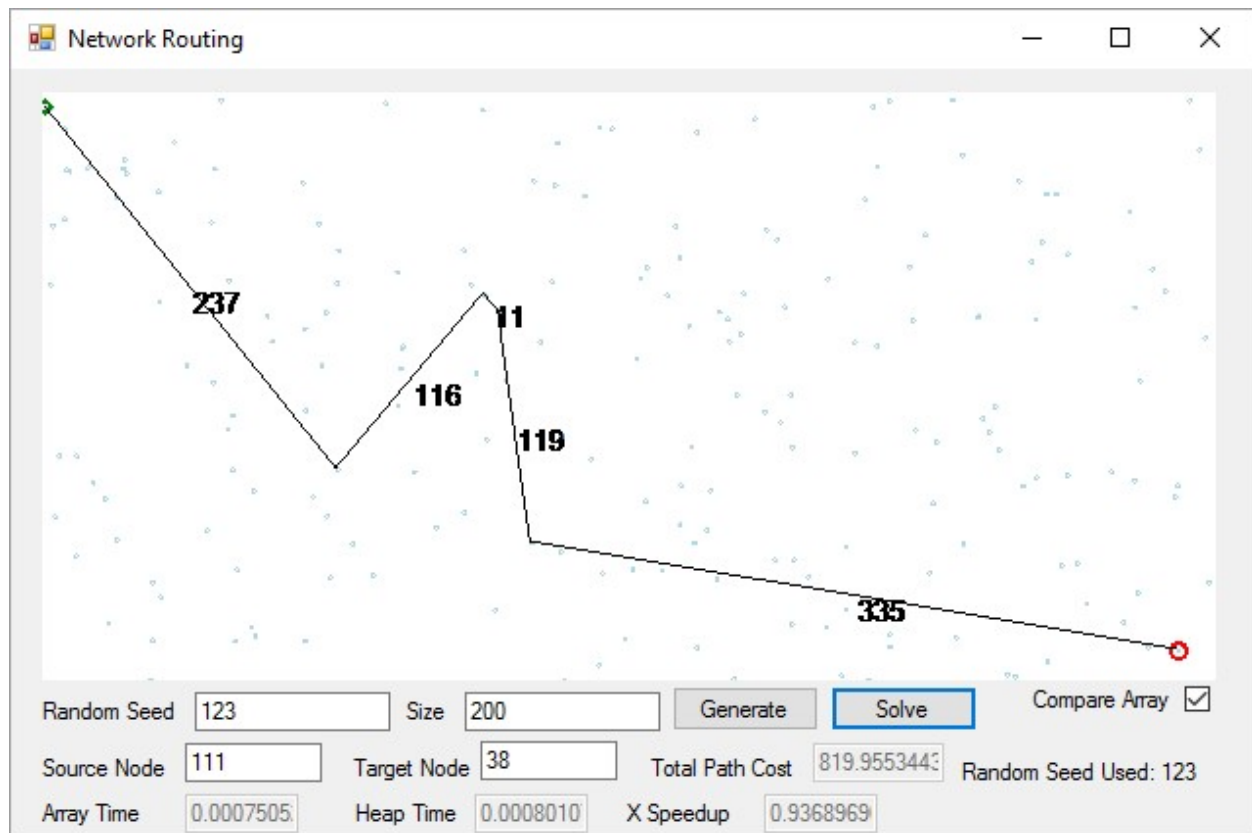 Network Routing
237
11
116
119
335
Random Seed 123 Size 200 Generate Solve Compare Array
Source Node 111 Target Node 38 Total Path Cost 819.9553443 Random Seed Used: 123
Array Time 0.0007505 Heap Time 0.0008010 X Speedup 0.9368969